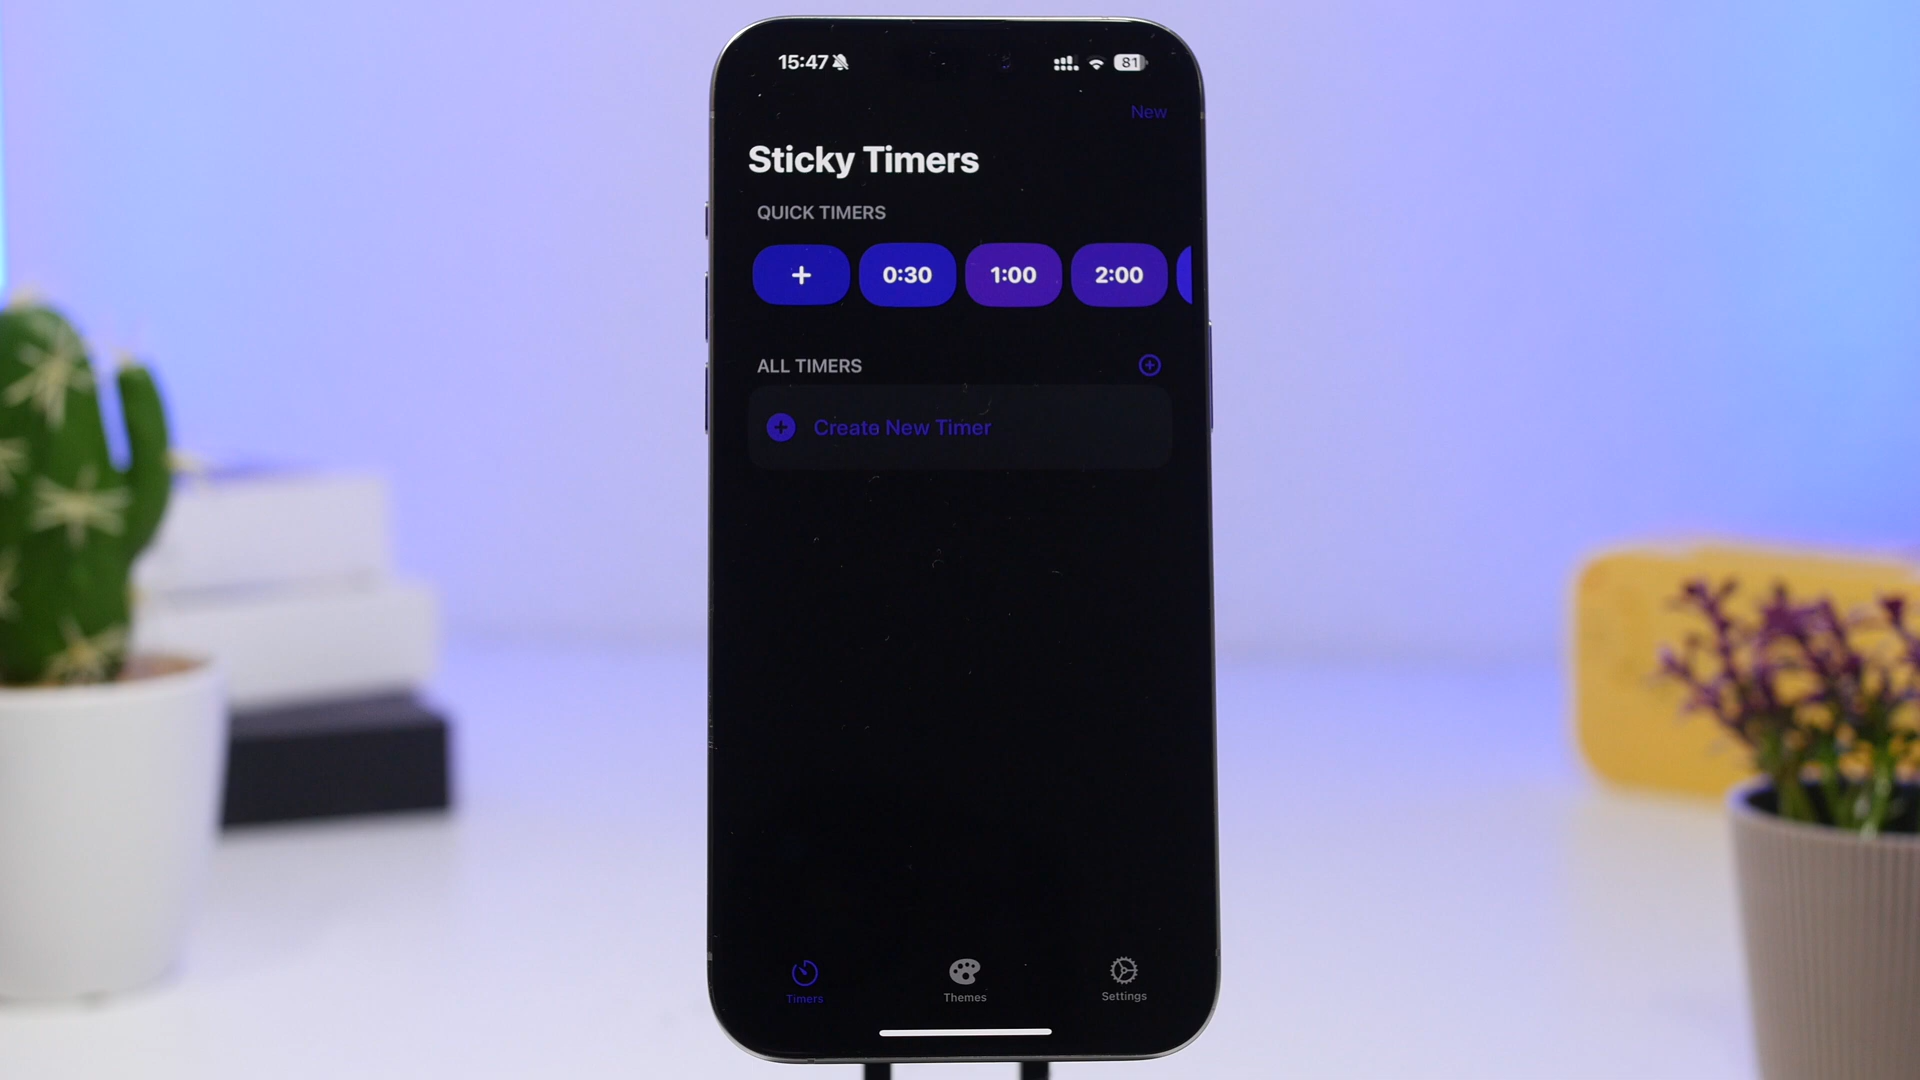 15:47
81
New
Sticky Timers
QUICK TIMERS
+ 0:30 1:00 2:00
ALL TIMERS
Create New Timer
Timers Themes Settings